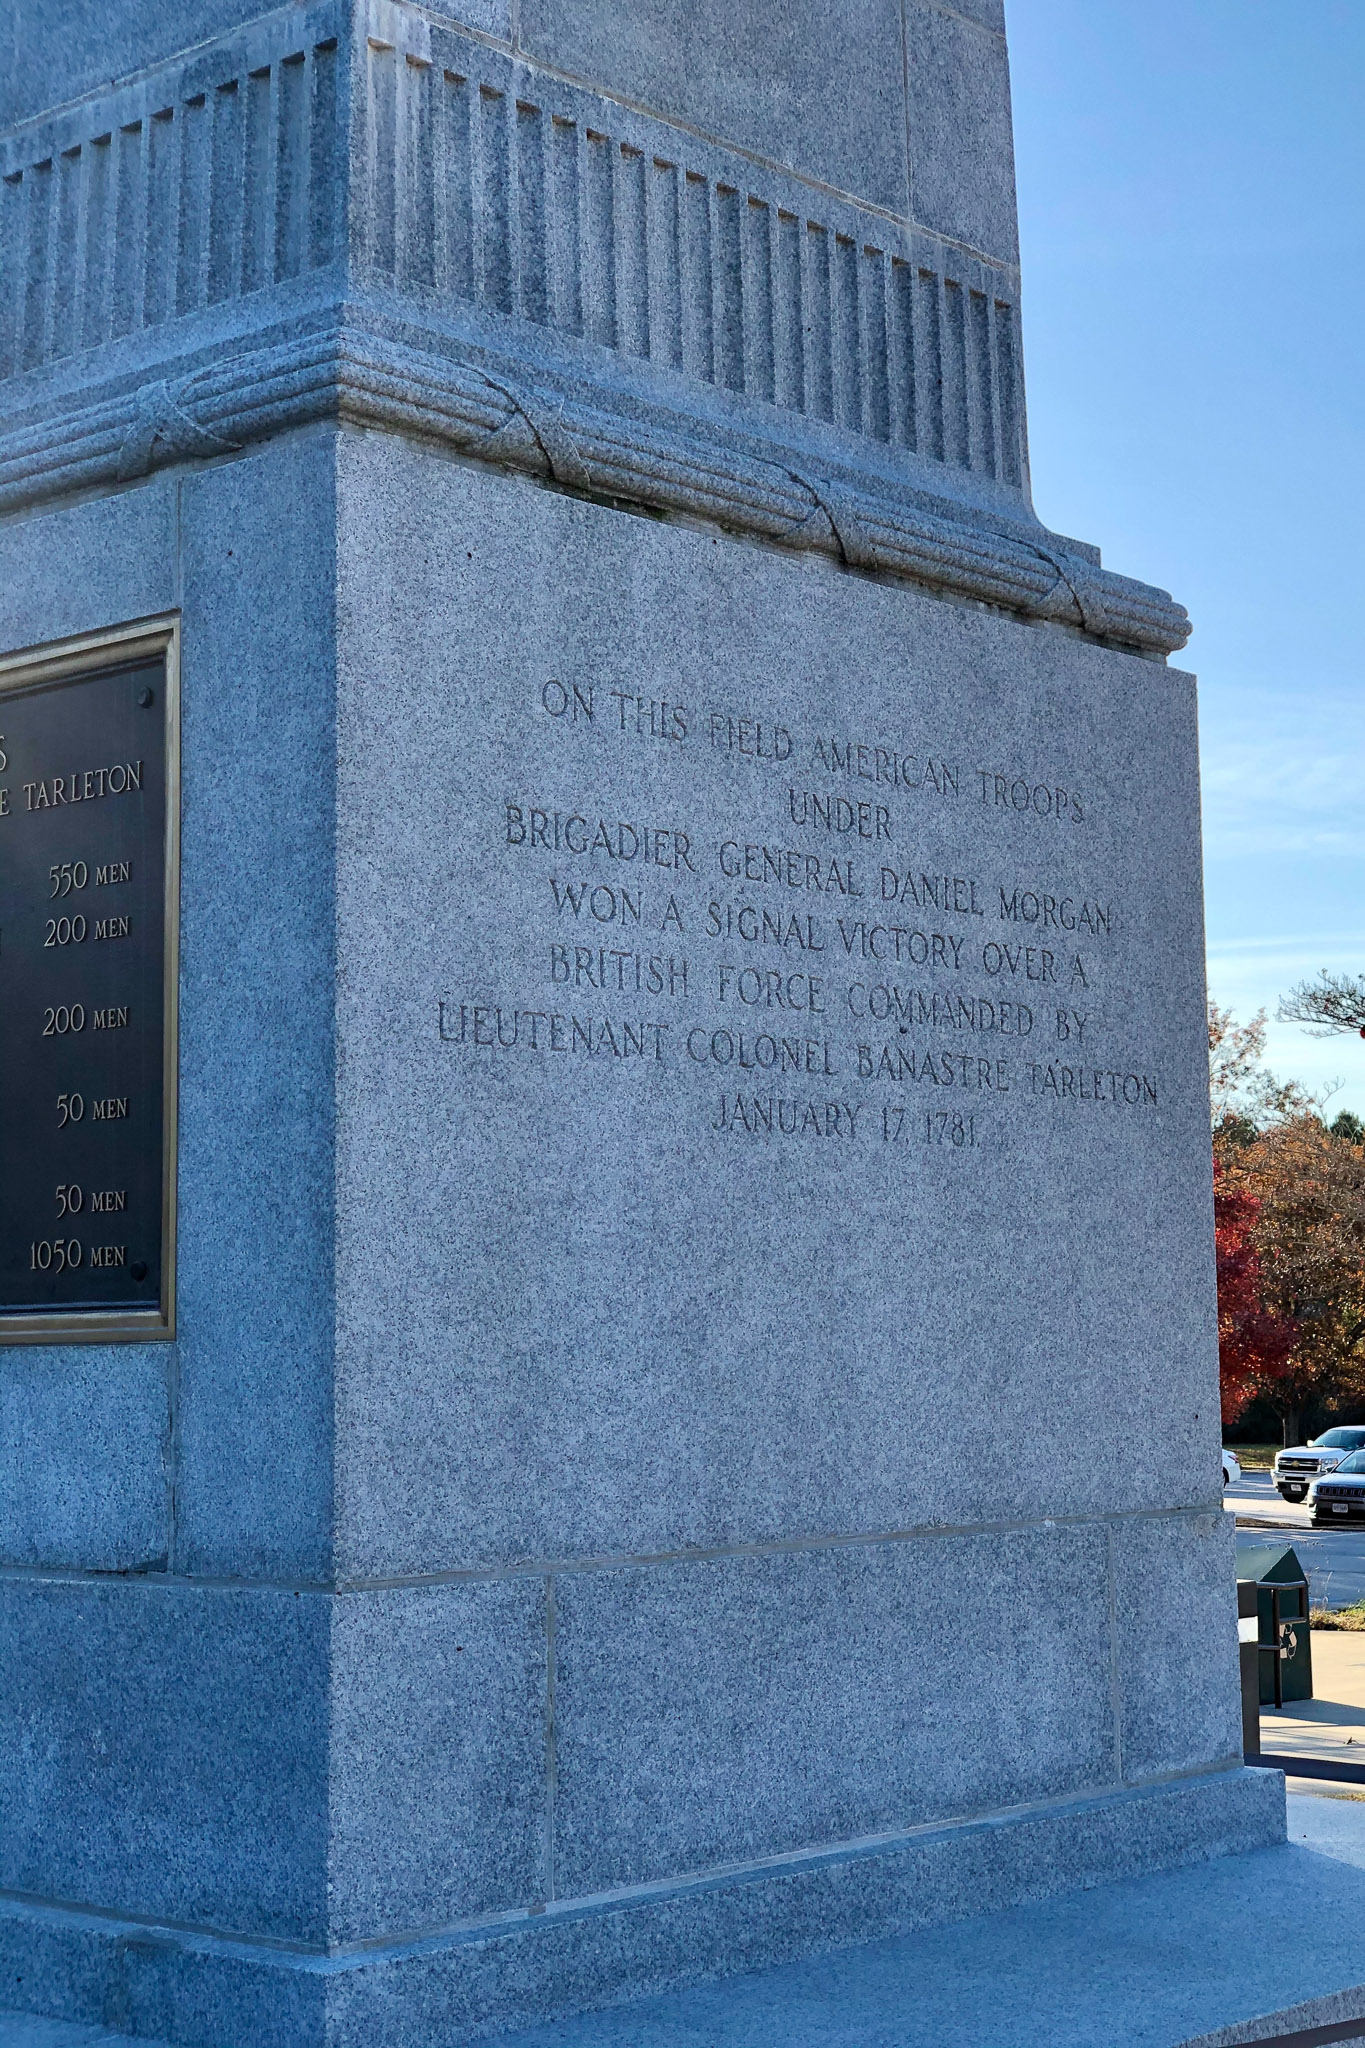 S
E TARLETON
550 MEN
200 MEN
200 MEN
50 MEN
50 MEN
1050 MEN
ON THIS FIELD AMERICAN TROOPS
UNDER
BRIGADIER GENERAL DANIEL MORGAN
WON A SIGNAL VICTORY OVER A
BRITISH FORCE COMMANDED BY
LIEUTENANT COLONEL BANASTRE TARLETON
JANUARY 17, 1781.